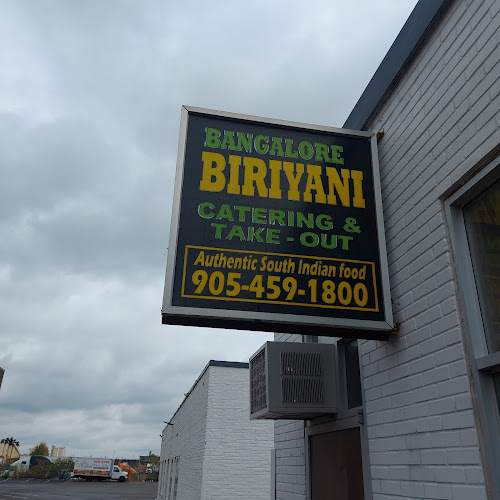 BANGALORE
BIRIYANI
CATERING &
TAKE - OUT
Authentic South Indian food
905-459-1800